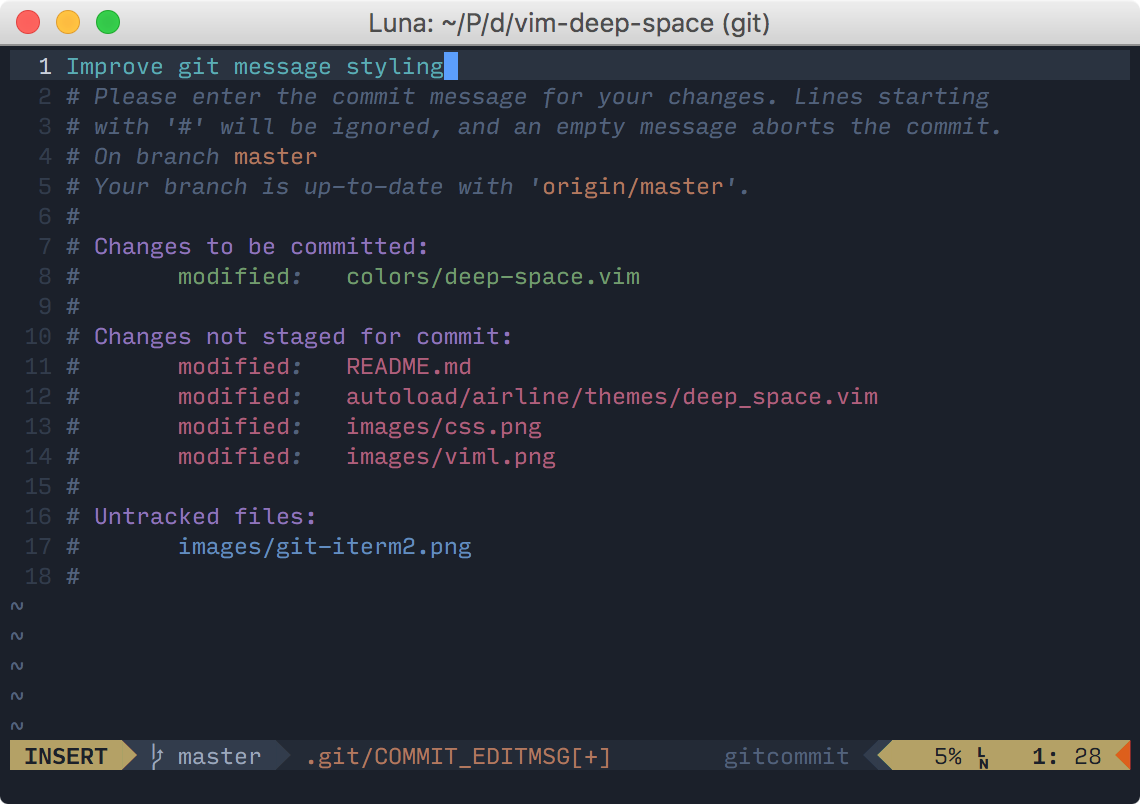 Luna: ~/P/d/vim-deep-space (git)
1 Improve git message styling
2 # Please enter the commit message for your changes. Lines starting
3 # with '#' will be ignored, and an empty message aborts the commit.
4 # On branch master
5 # Your branch is up-to-date with 'origin/master'.
6 #
7 # Changes to be committed:
8 #       modified:   colors/deep-space.vim
9 #
10 # Changes not staged for commit:
11 #       modified:   README.md
12 #       modified:   autoload/airline/themes/deep_space.vim
13 #       modified:   images/css.png
14 #       modified:   images/viml.png
15 #
16 # Untracked files:
17 #       images/git-iterm2.png
18 #
~
~
~
~
~
INSERT master .git/COMMIT_EDITMSG[+] gitcommit 5% LN 1: 28